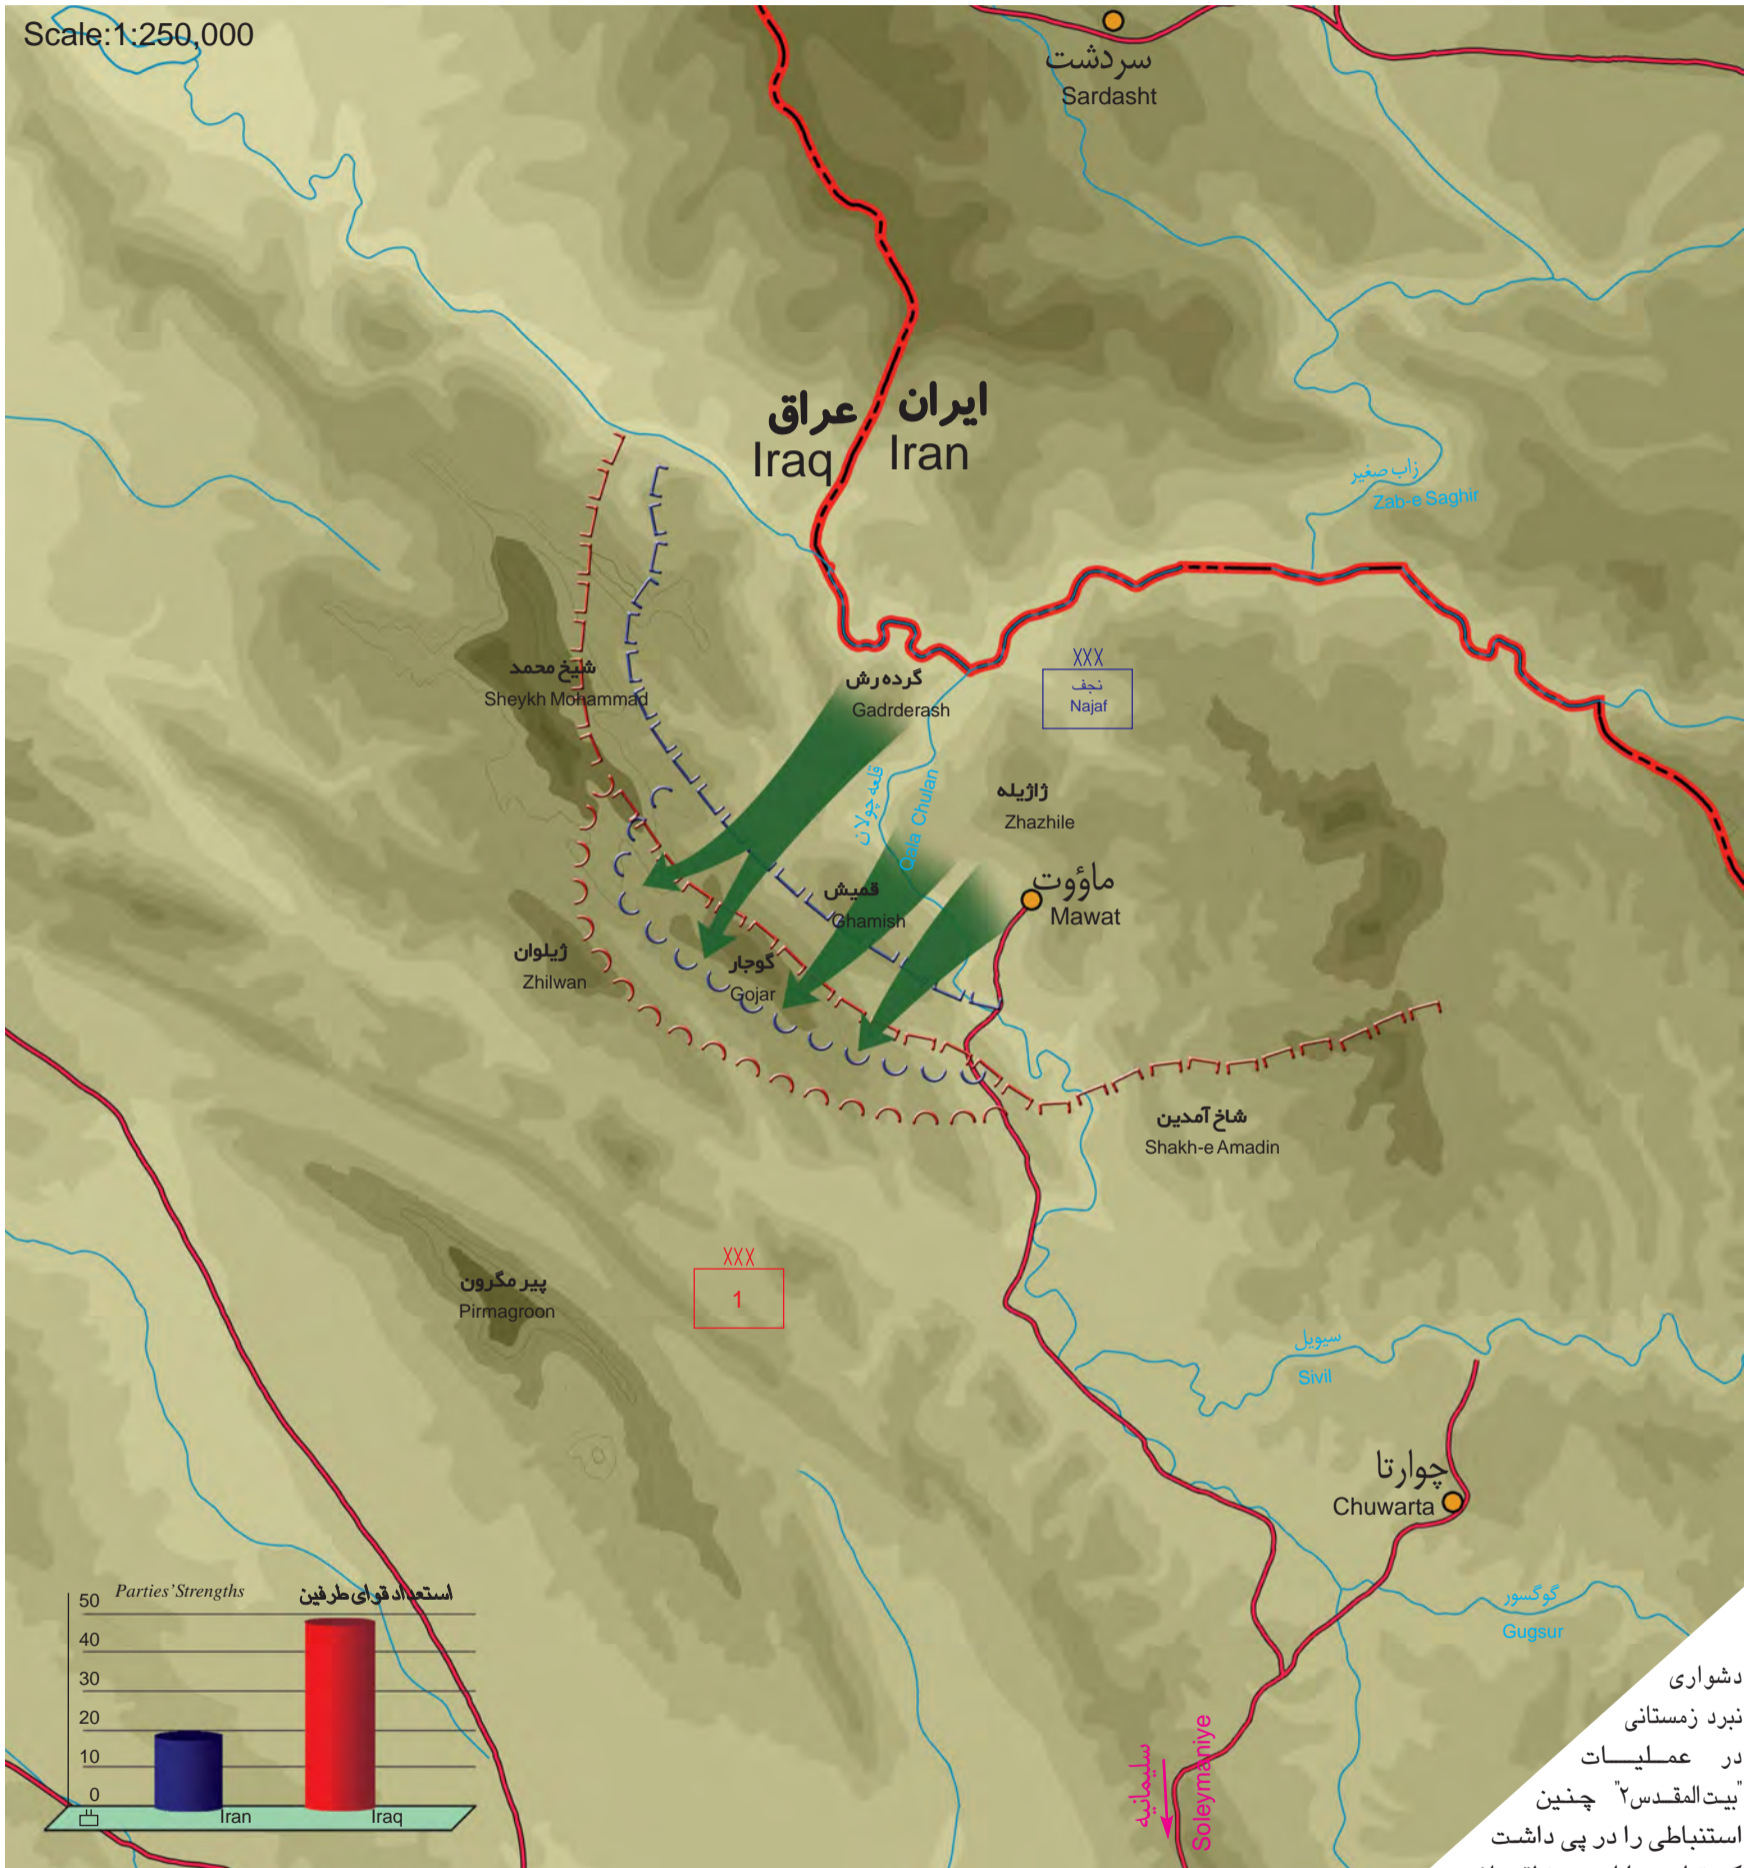 Scale:1:250,000
سردشت
Sardasht
عراق
Iraq
ایران
Iran
زاب صغیر
Zab-e Saghir
شیخ محمد
Sheykh Mohammad
گرده رش
Gadrderash
XXX
نجف
Najaf
قلعه چولان
Qala Chulan
ژاژیله
Zhazhile
ماؤوت
Mawat
قمیش
Ghamish
ژیلوان
Zhilwan
گوجار
Gojar
شاخ آمدین
Shakh-e Amadin
پیر مگرون
Pirmagroon
XXX
1
سیویل
Sivil
چوارتا
Chuwarta
گوگسور
Gugsur
سلیمانیه
Soleymaniye
Parties'Strengths
استعداد قوای طرفین
50
40
30
20
10
0
Iran
Iraq
دشواری
نبرد زمستانی
در عملیـــات
"بیت‌المقــدس۲" چنین
استنباطی را در پی داشت